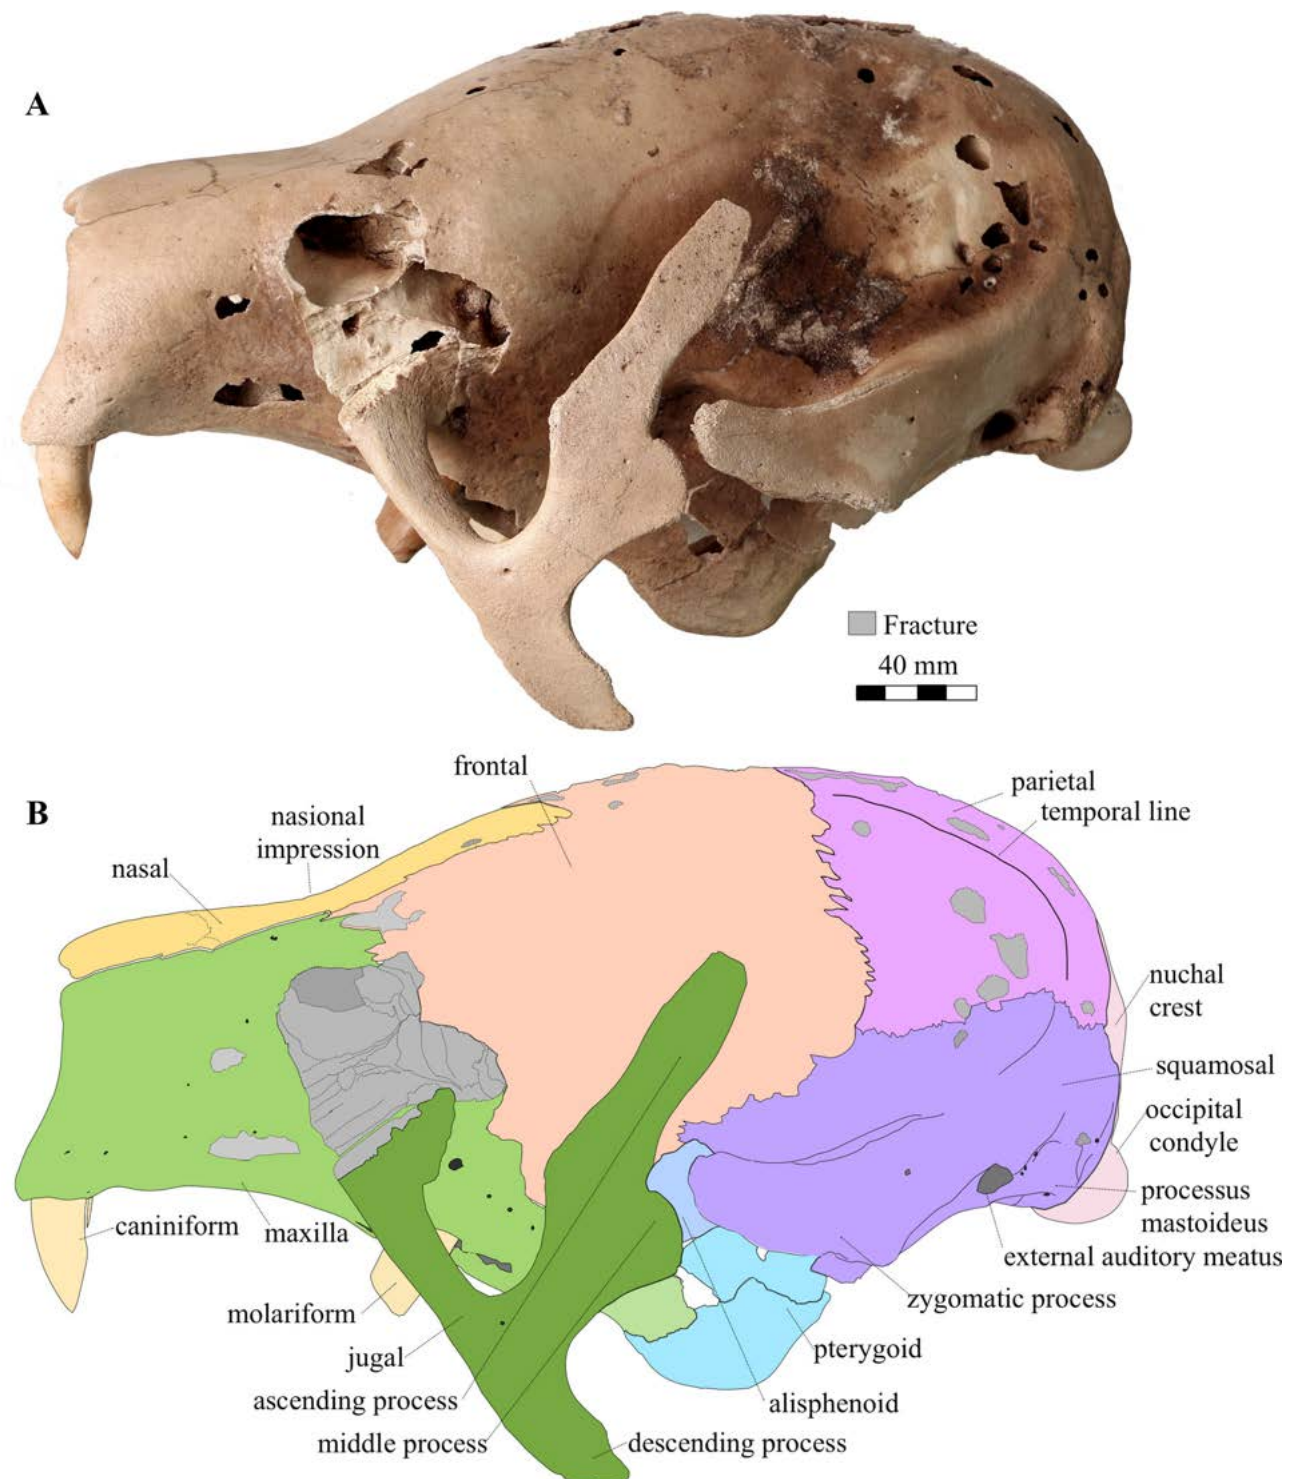 A
Fracture
40 mm
B
frontal
parietal
temporal line
nasional
impression
nasal
nuchal
crest
squamosal
occipital
condyle
processus
mastoideus
external auditory meatus
caniniform
maxilla
zygomatic process
molariform
pterygoid
jugal
ascending process
alisphenoid
middle process
descending process